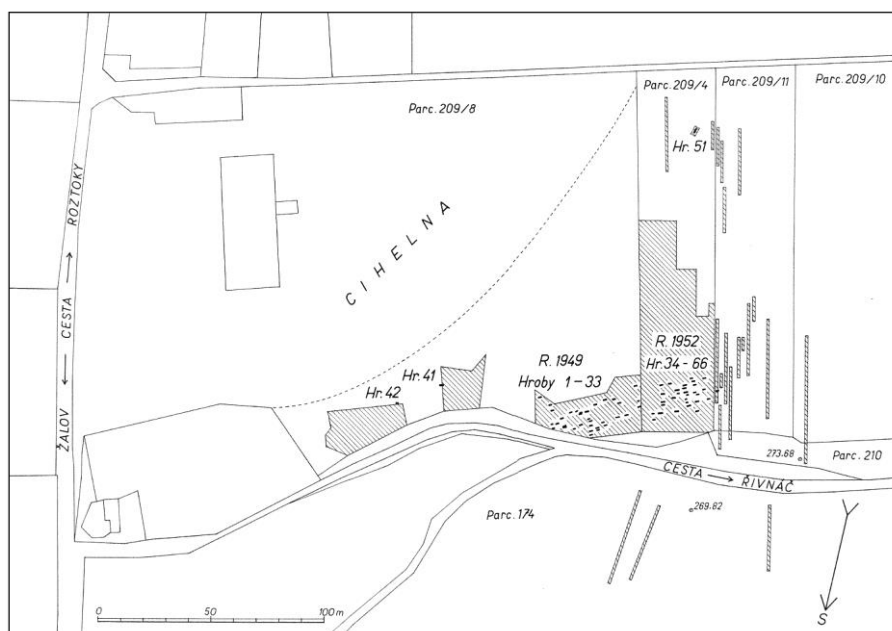 Parc. 209/8
Parc. 209/4
Parc. 209/11
Parc. 209/10
Hr. 51
ŽALOV ← CESTA → ROZTOKY
CIHELNA
R. 1949
Hroby 1-33
R. 1952
Hr. 34-66
Hr. 41
Hr. 42
273.68
Parc. 210
CESTA → ŘIVNÁČ
269.82
Parc. 174
0 50 100 m
S